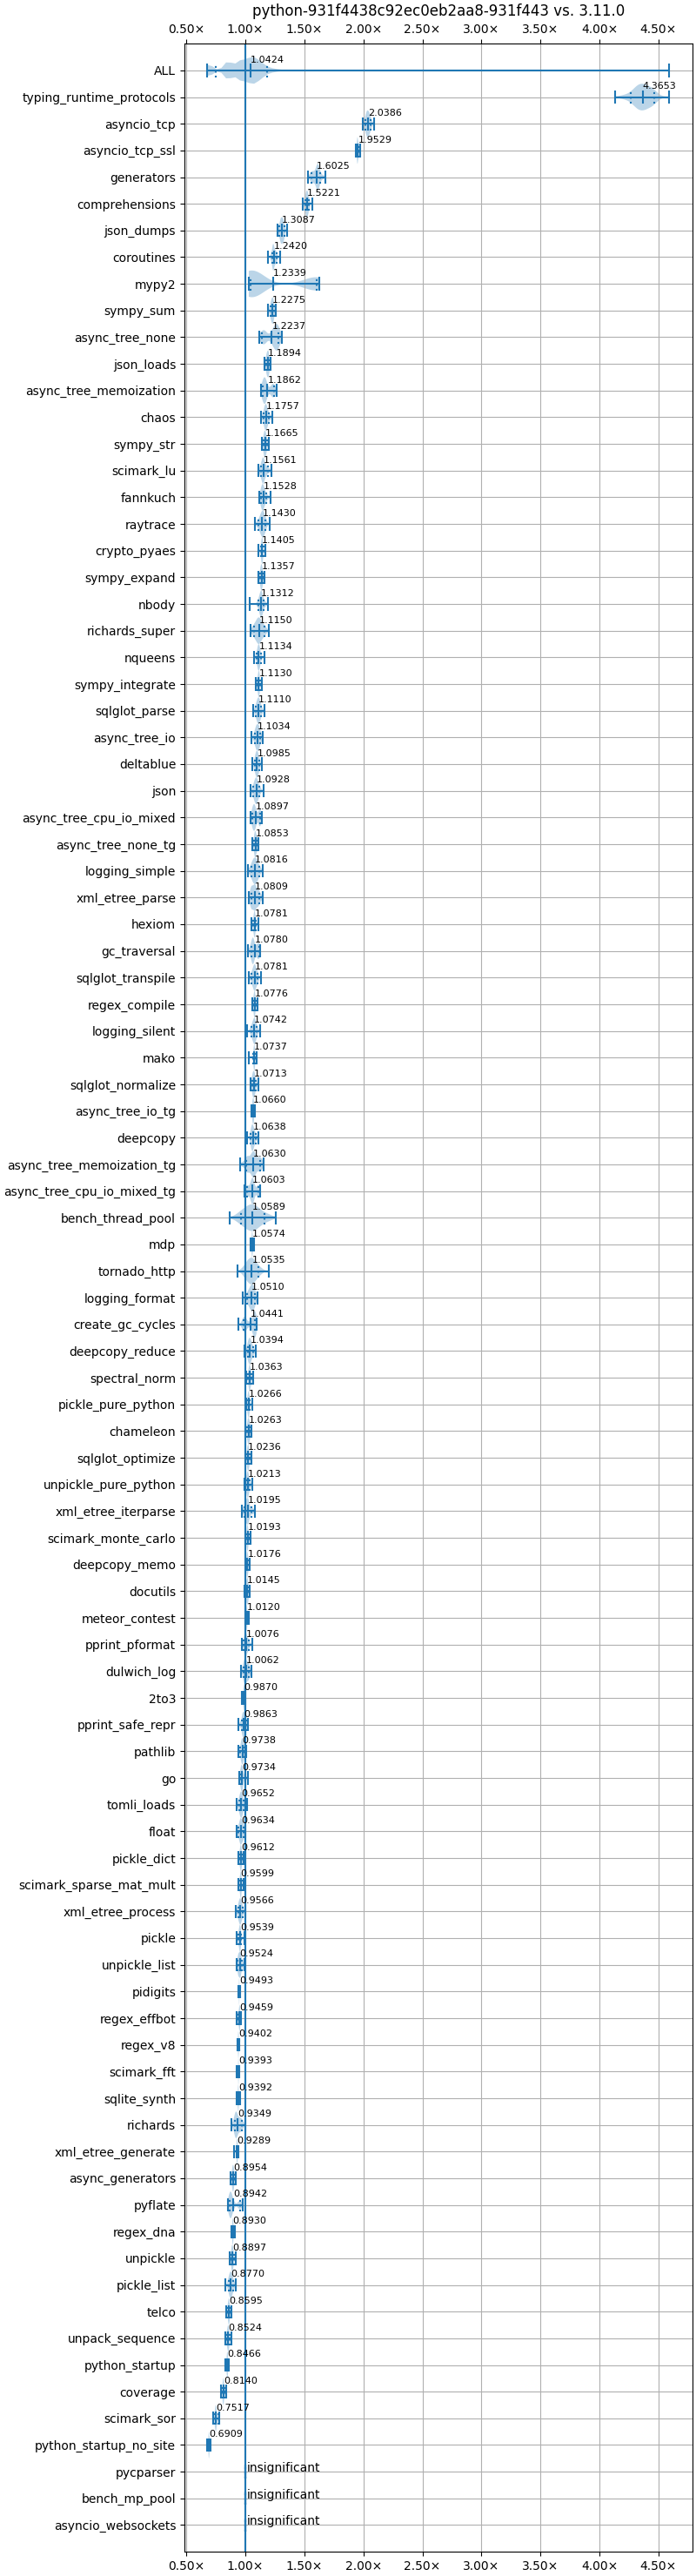 python-931f4438c92ec0eb2aa8-931f443 vs. 3.11.0
0.50× 1.00× 1.50× 2.00× 2.50× 3.00× 3.50× 4.00× 4.50×
ALL 1.0424
typing_runtime_protocols 4.3653
asyncio_tcp 2.0386
asyncio_tcp_ssl 1.9529
generators 1.6025
comprehensions 1.5221
json_dumps 1.3087
coroutines 1.2420
mypy2 1.2339
sympy_sum 1.2275
async_tree_none 1.2237
json_loads 1.1894
async_tree_memoization 1.1862
chaos 1.1757
sympy_str 1.1665
scimark_lu 1.1561
fannkuch 1.1528
raytrace 1.1430
crypto_pyaes 1.1405
sympy_expand 1.1357
nbody 1.1312
richards_super 1.1150
nqueens 1.1134
sympy_integrate 1.1130
sqlglot_parse 1.1110
async_tree_io 1.1034
deltablue 1.0985
json 1.0928
async_tree_cpu_io_mixed 1.0897
async_tree_none_tg 1.0853
logging_simple 1.0816
xml_etree_parse 1.0809
hexiom 1.0781
gc_traversal 1.0780
sqlglot_transpile 1.0781
regex_compile 1.0776
logging_silent 1.0742
mako 1.0737
sqlglot_normalize 1.0713
async_tree_io_tg 1.0660
deepcopy 1.0638
async_tree_memoization_tg 1.0630
async_tree_cpu_io_mixed_tg 1.0603
bench_thread_pool 1.0589
mdp 1.0574
tornado_http 1.0535
logging_format 1.0510
create_gc_cycles 1.0441
deepcopy_reduce 1.0394
spectral_norm 1.0363
pickle_pure_python 1.0266
chameleon 1.0263
sqlglot_optimize 1.0236
unpickle_pure_python 1.0213
xml_etree_iterparse 1.0195
scimark_monte_carlo 1.0193
deepcopy_memo 1.0176
docutils 1.0145
meteor_contest 1.0120
pprint_pformat 1.0076
dulwich_log 1.0062
2to3 0.9870
pprint_safe_repr 0.9863
pathlib 0.9738
go 0.9734
tomli_loads 0.9652
float 0.9634
pickle_dict 0.9612
scimark_sparse_mat_mult 0.9599
xml_etree_process 0.9566
pickle 0.9539
unpickle_list 0.9524
pidigits 0.9493
regex_effbot 0.9459
regex_v8 0.9402
scimark_fft 0.9393
sqlite_synth 0.9392
richards 0.9349
xml_etree_generate 0.9289
async_generators 0.8954
pyflate 0.8942
regex_dna 0.8930
unpickle 0.8897
pickle_list 0.8770
telco 0.8595
unpack_sequence 0.8524
python_startup 0.8466
coverage 0.8140
scimark_sor 0.7517
python_startup_no_site 0.6909
pycparser insignificant
bench_mp_pool insignificant
asyncio_websockets insignificant
0.50× 1.00× 1.50× 2.00× 2.50× 3.00× 3.50× 4.00× 4.50×